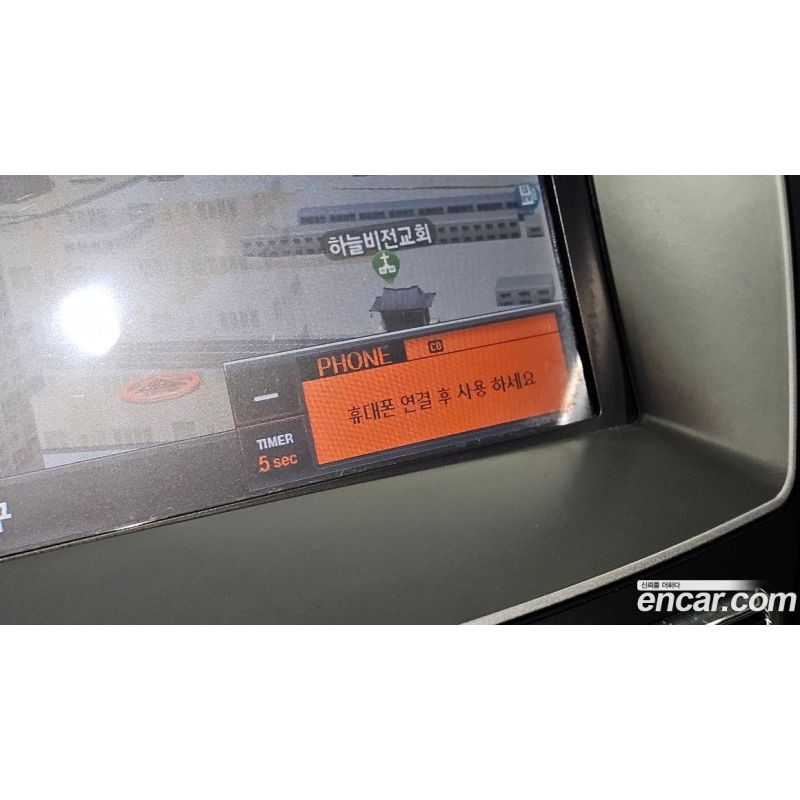 하늘비전교회
PHONE CD
휴대폰 연결 후 사용 하세요
TIMER
5 sec
구
신뢰를 더하다
encar.com